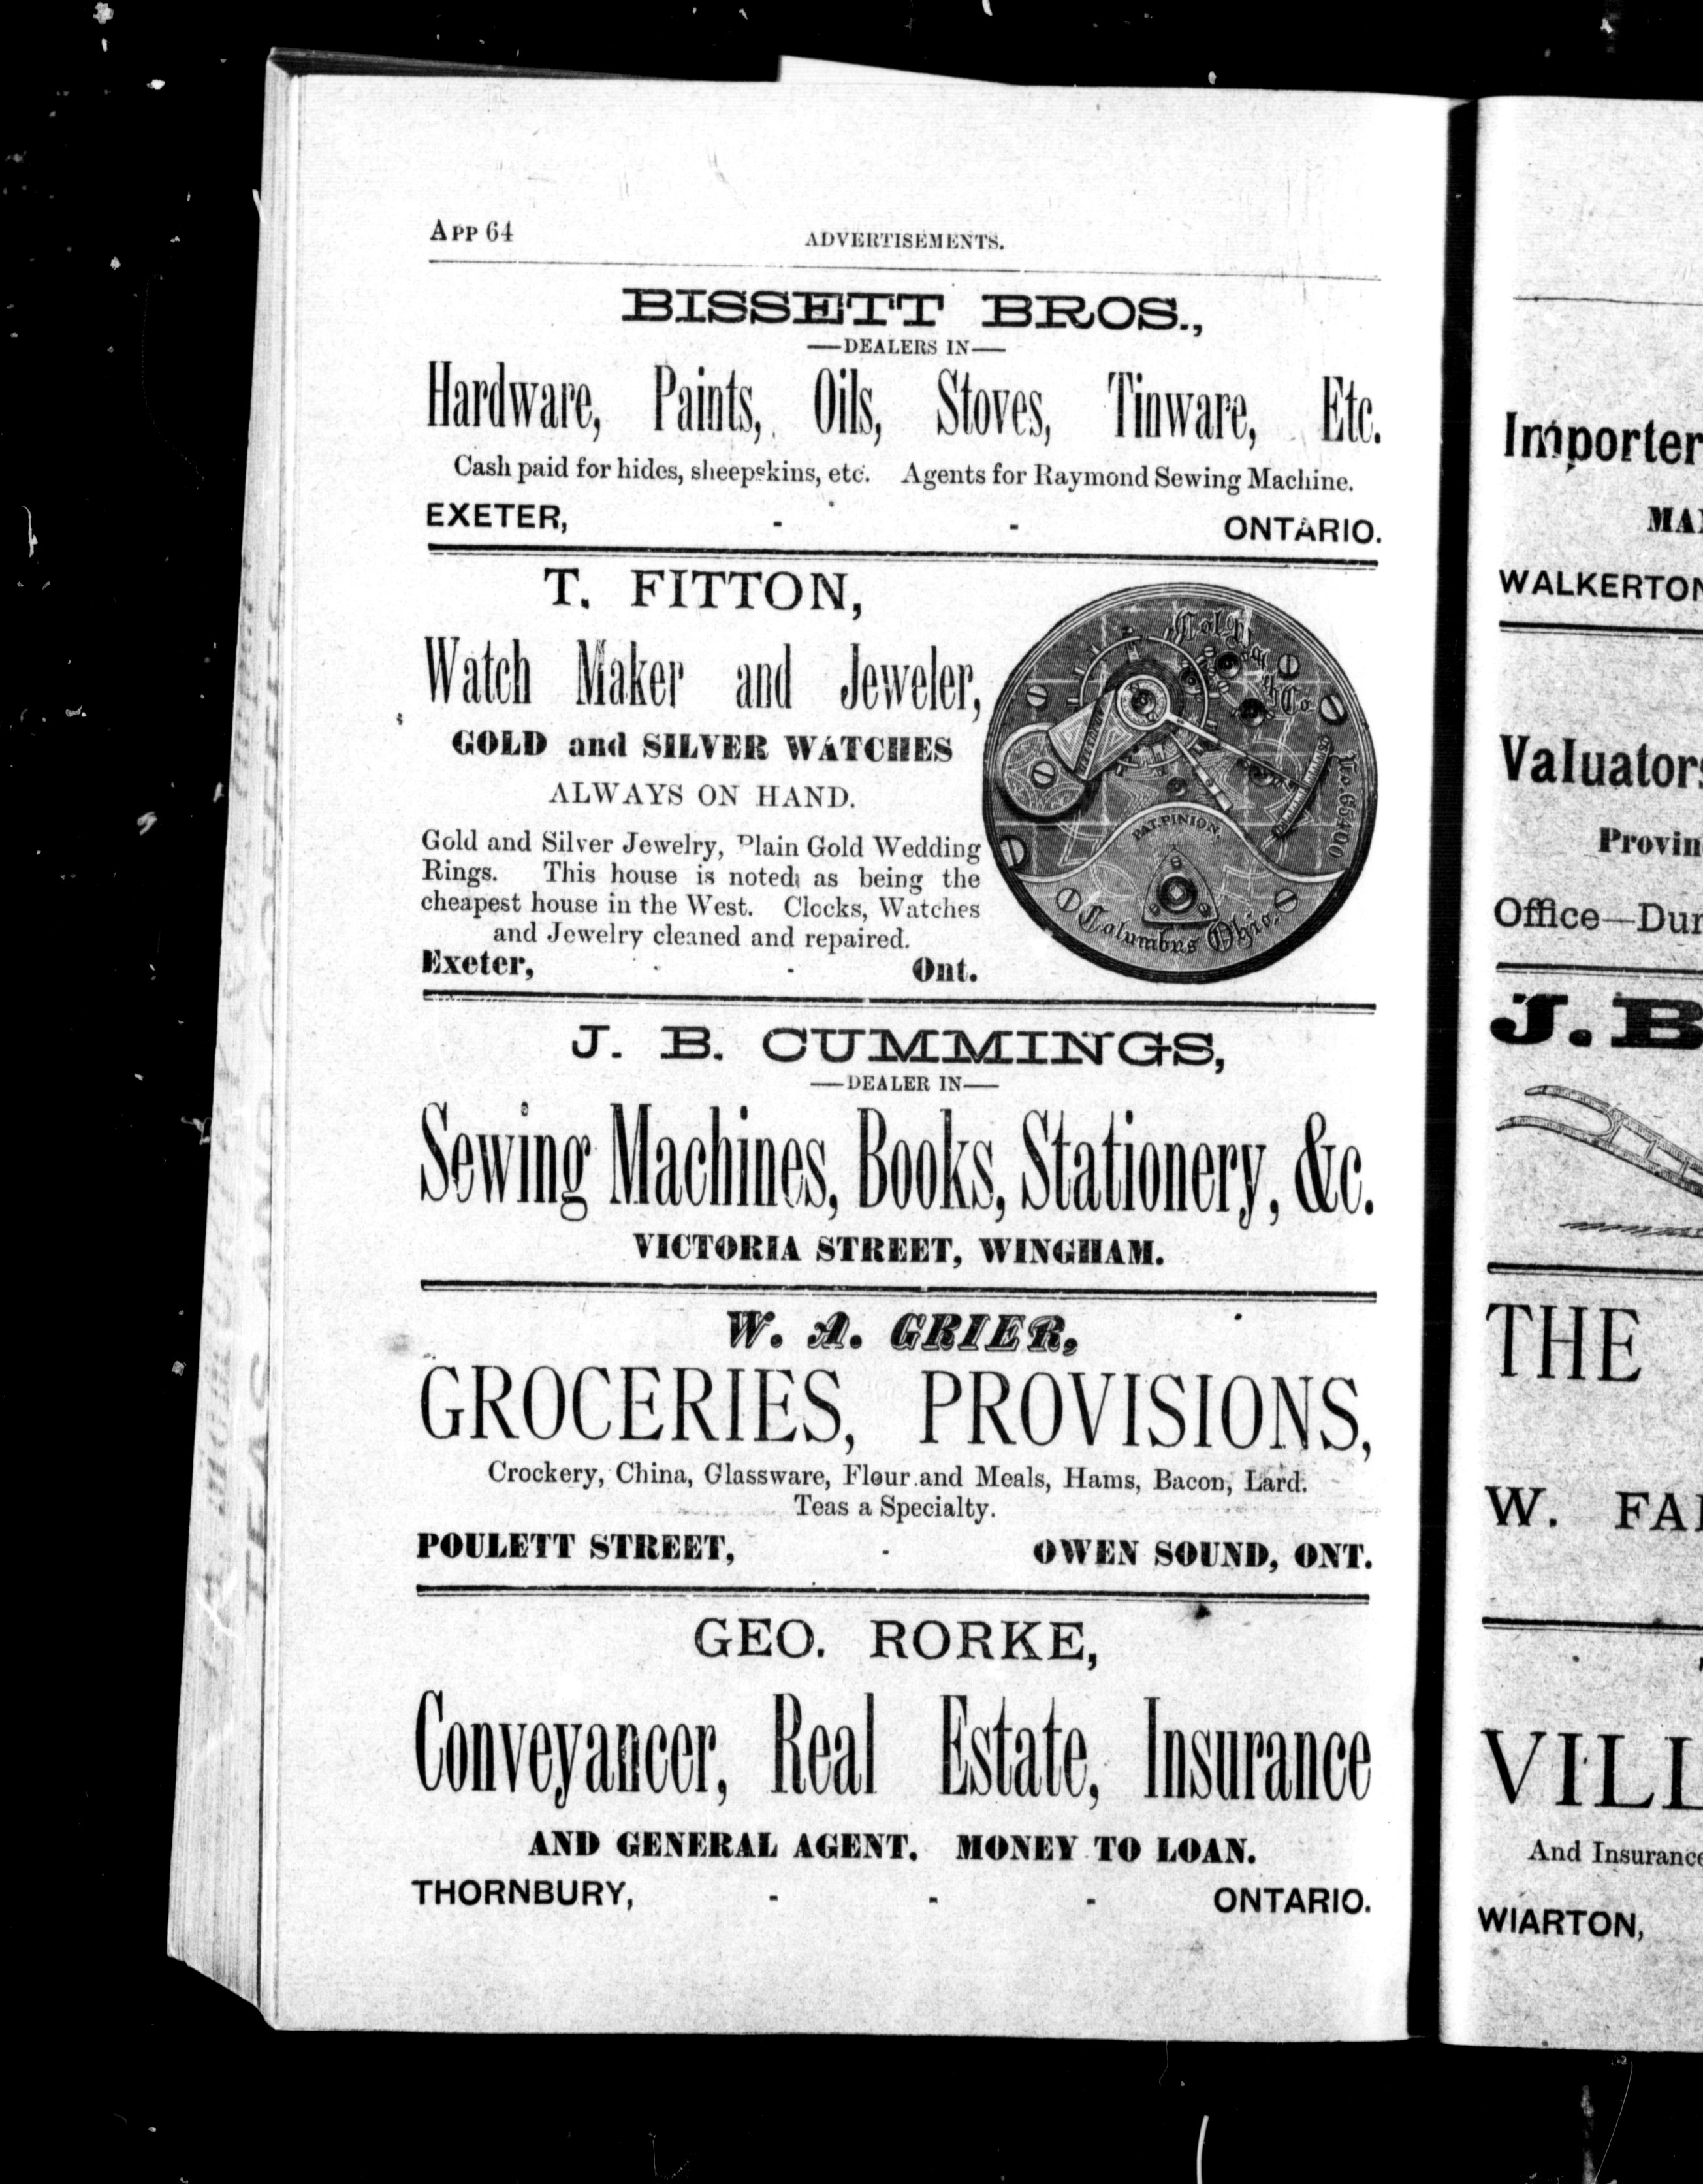 APP 64
ADVERTISEMENTS.
BISSETT BROS.,
—DEALERS IN—
Hardware, Paints, Oils, Stoves, Tinware, Etc.
Cash paid for hides, sheepskins, etc. Agents for Raymond Sewing Machine.
EXETER, - - ONTARIO.
T. FITTON,
Watch Maker and Jeweler,
GOLD and SILVER WATCHES
ALWAYS ON HAND.
Gold and Silver Jewelry, Plain Gold Wedding
Rings. This house is noted as being the
cheapest house in the West. Clocks, Watches
and Jewelry cleaned and repaired.
Exeter, - - Ont.
Co.
PAT. PINION.
Columbus Ohio.
J. B. CUMMINGS,
—DEALER IN—
Sewing Machines, Books, Stationery, &c.
VICTORIA STREET, WINGHAM.
W. A. GRIER,
GROCERIES, PROVISIONS,
Crockery, China, Glassware, Flour and Meals, Hams, Bacon, Lard.
Teas a Specialty.
POULETT STREET, - OWEN SOUND, ONT.
GEO. RORKE,
Conveyancer, Real Estate, Insurance
AND GENERAL AGENT. MONEY TO LOAN.
THORNBURY, - - - ONTARIO.
Importer
MA
WALKERTON
Valuators
Provin
Office—Dur
J. B
THE
W. FA
VILL
And Insurance
WIARTON,